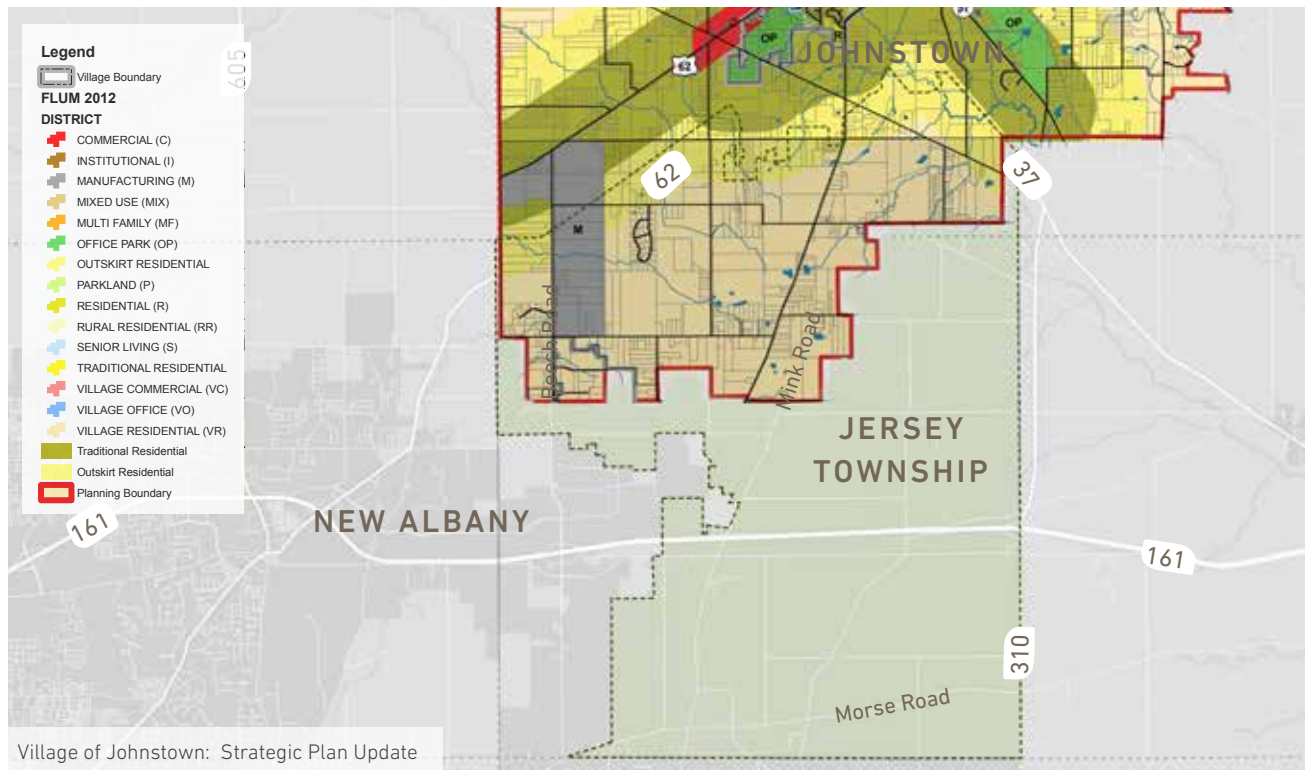 Legend
Village Boundary
FLUM 2012
DISTRICT
COMMERCIAL (C)
INSTITUTIONAL (I)
MANUFACTURING (M)
MIXED USE (MIX)
MULTI FAMILY (MF)
OFFICE PARK (OP)
OUTSKIRT RESIDENTIAL
PARKLAND (P)
RESIDENTIAL (R)
RURAL RESIDENTIAL (RR)
SENIOR LIVING (S)
TRADITIONAL RESIDENTIAL
VILLAGE COMMERCIAL (VC)
VILLAGE OFFICE (VO)
VILLAGE RESIDENTIAL (VR)
Traditional Residential
Outskirt Residential
Planning Boundary
605
OP
R
OP
JOHNSTOWN
62
62
37
M
Beech Road
Mink Road
JERSEY
TOWNSHIP
NEW ALBANY
161
161
310
Morse Road
Village of Johnstown: Strategic Plan Update